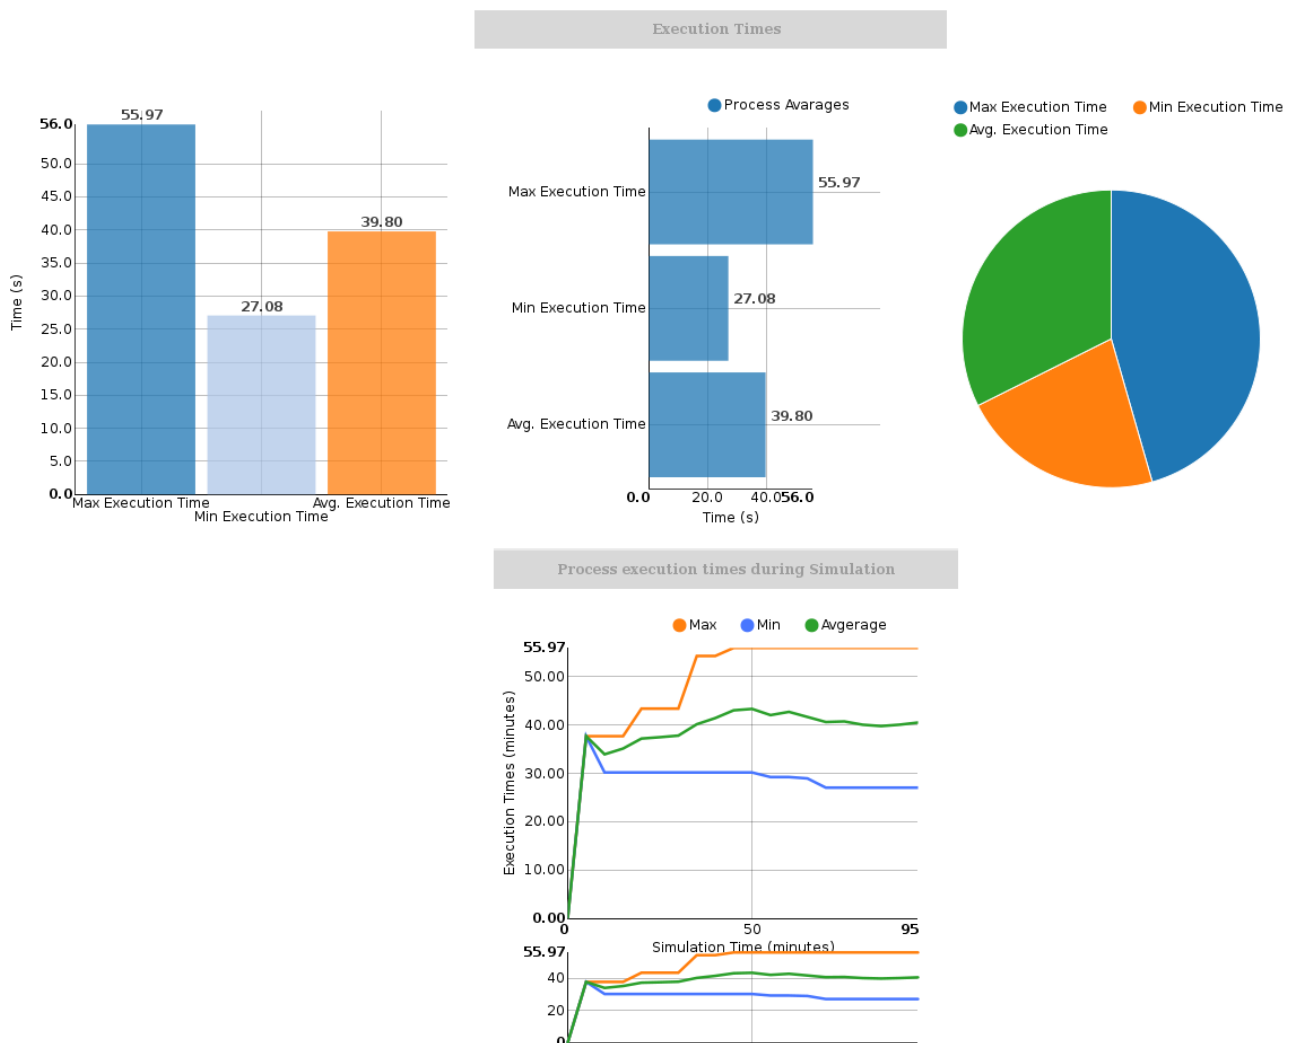 Execution Times
55.97
27.08
39.80
56.0
50.0
45.0
40.0
35.0
30.0
25.0
20.0
15.0
10.0
5.0
0.0
Time (s)
Max Execution Time
Min Execution Time
Avg. Execution Time
Process Avarages
Max Execution Time
Min Execution Time
Avg. Execution Time
55.97
27.08
39.80
0.0 20.0 40.0 56.0
Time (s)
Max Execution Time Min Execution Time
Avg. Execution Time
Process execution times during Simulation
Max Min Avgerage
55.97
50.00
40.00
30.00
20.00
10.00
0.00
Execution Times (minutes)
0 50 95
Simulation Time (minutes)
55.97
40
20
0